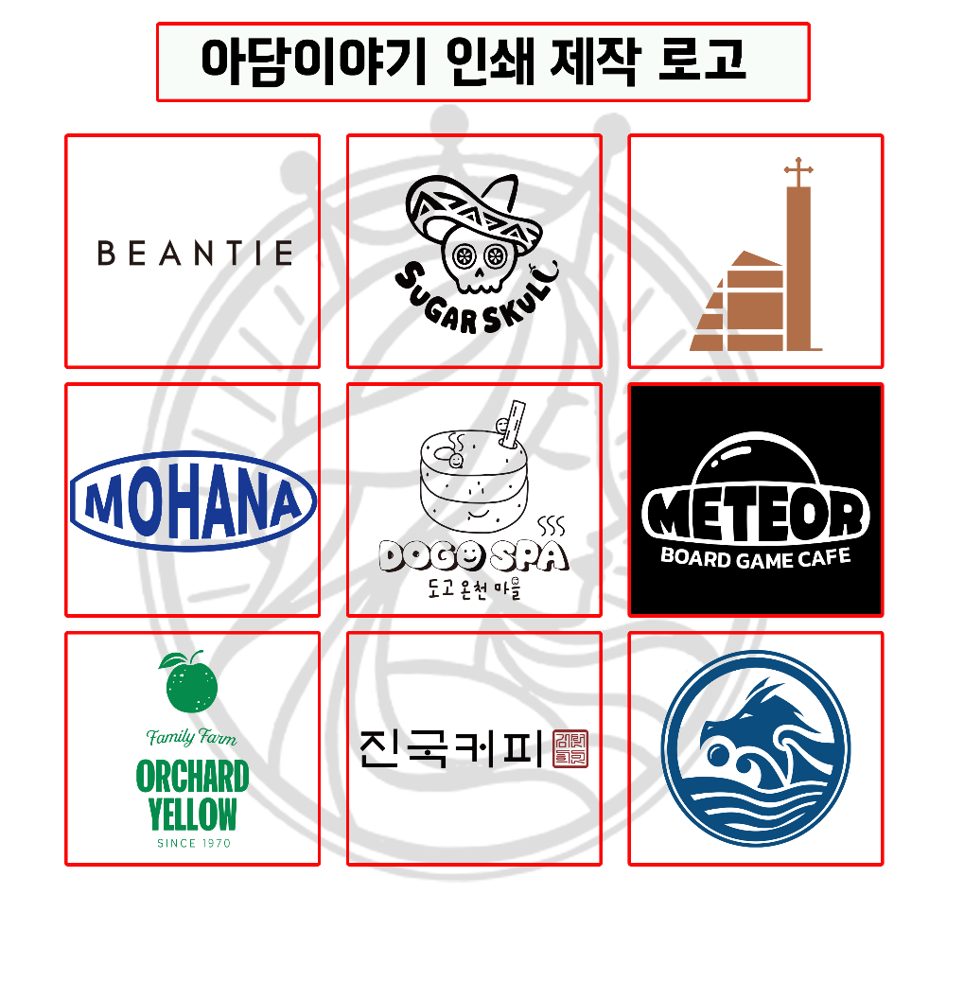 아담이야기 인쇄 제작 로고
BEANTIE
SUGAR SKULL
MOHANA
DOGO SPA
도고 온천 마을
METEOR
BOARD GAME CAFE
Family Farm
ORCHARD
YELLOW
SINCE 1970
진국커피